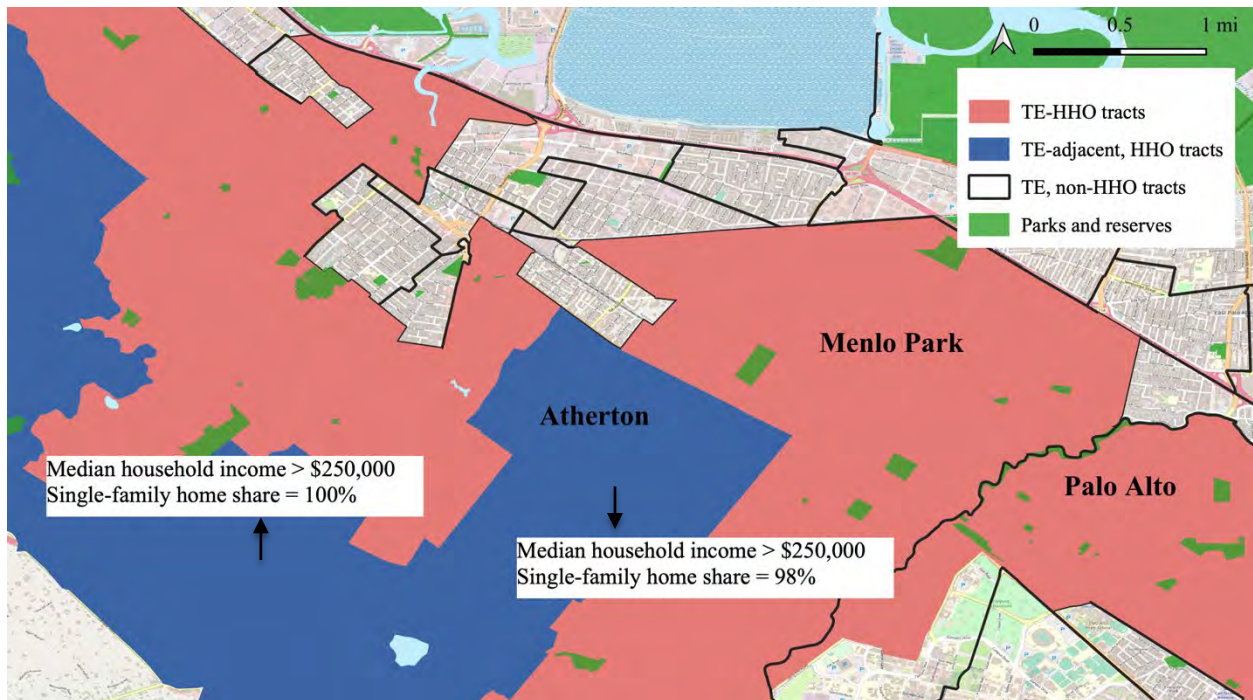 0 0.5 1 mi
TE-HHO tracts
TE-adjacent, HHO tracts
TE, non-HHO tracts
Parks and reserves
Menlo Park
Atherton
Median household income > $250,000
Single-family home share = 100%
Palo Alto
Median household income > $250,000
Single-family home share = 98%